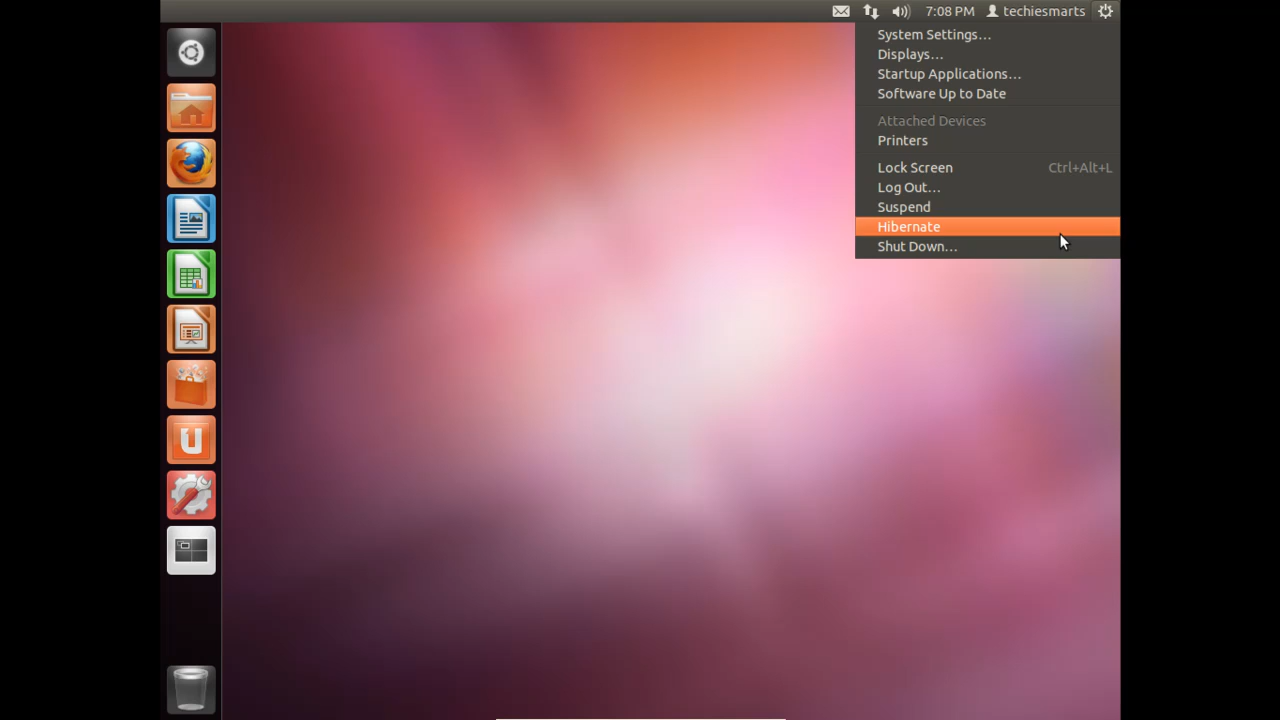 7:08 PM techiesmarts
System Settings...
Displays...
Startup Applications...
Software Up to Date
Attached Devices
Printers
Lock Screen Ctrl+Alt+L
Log Out...
Suspend
Hibernate
Shut Down...